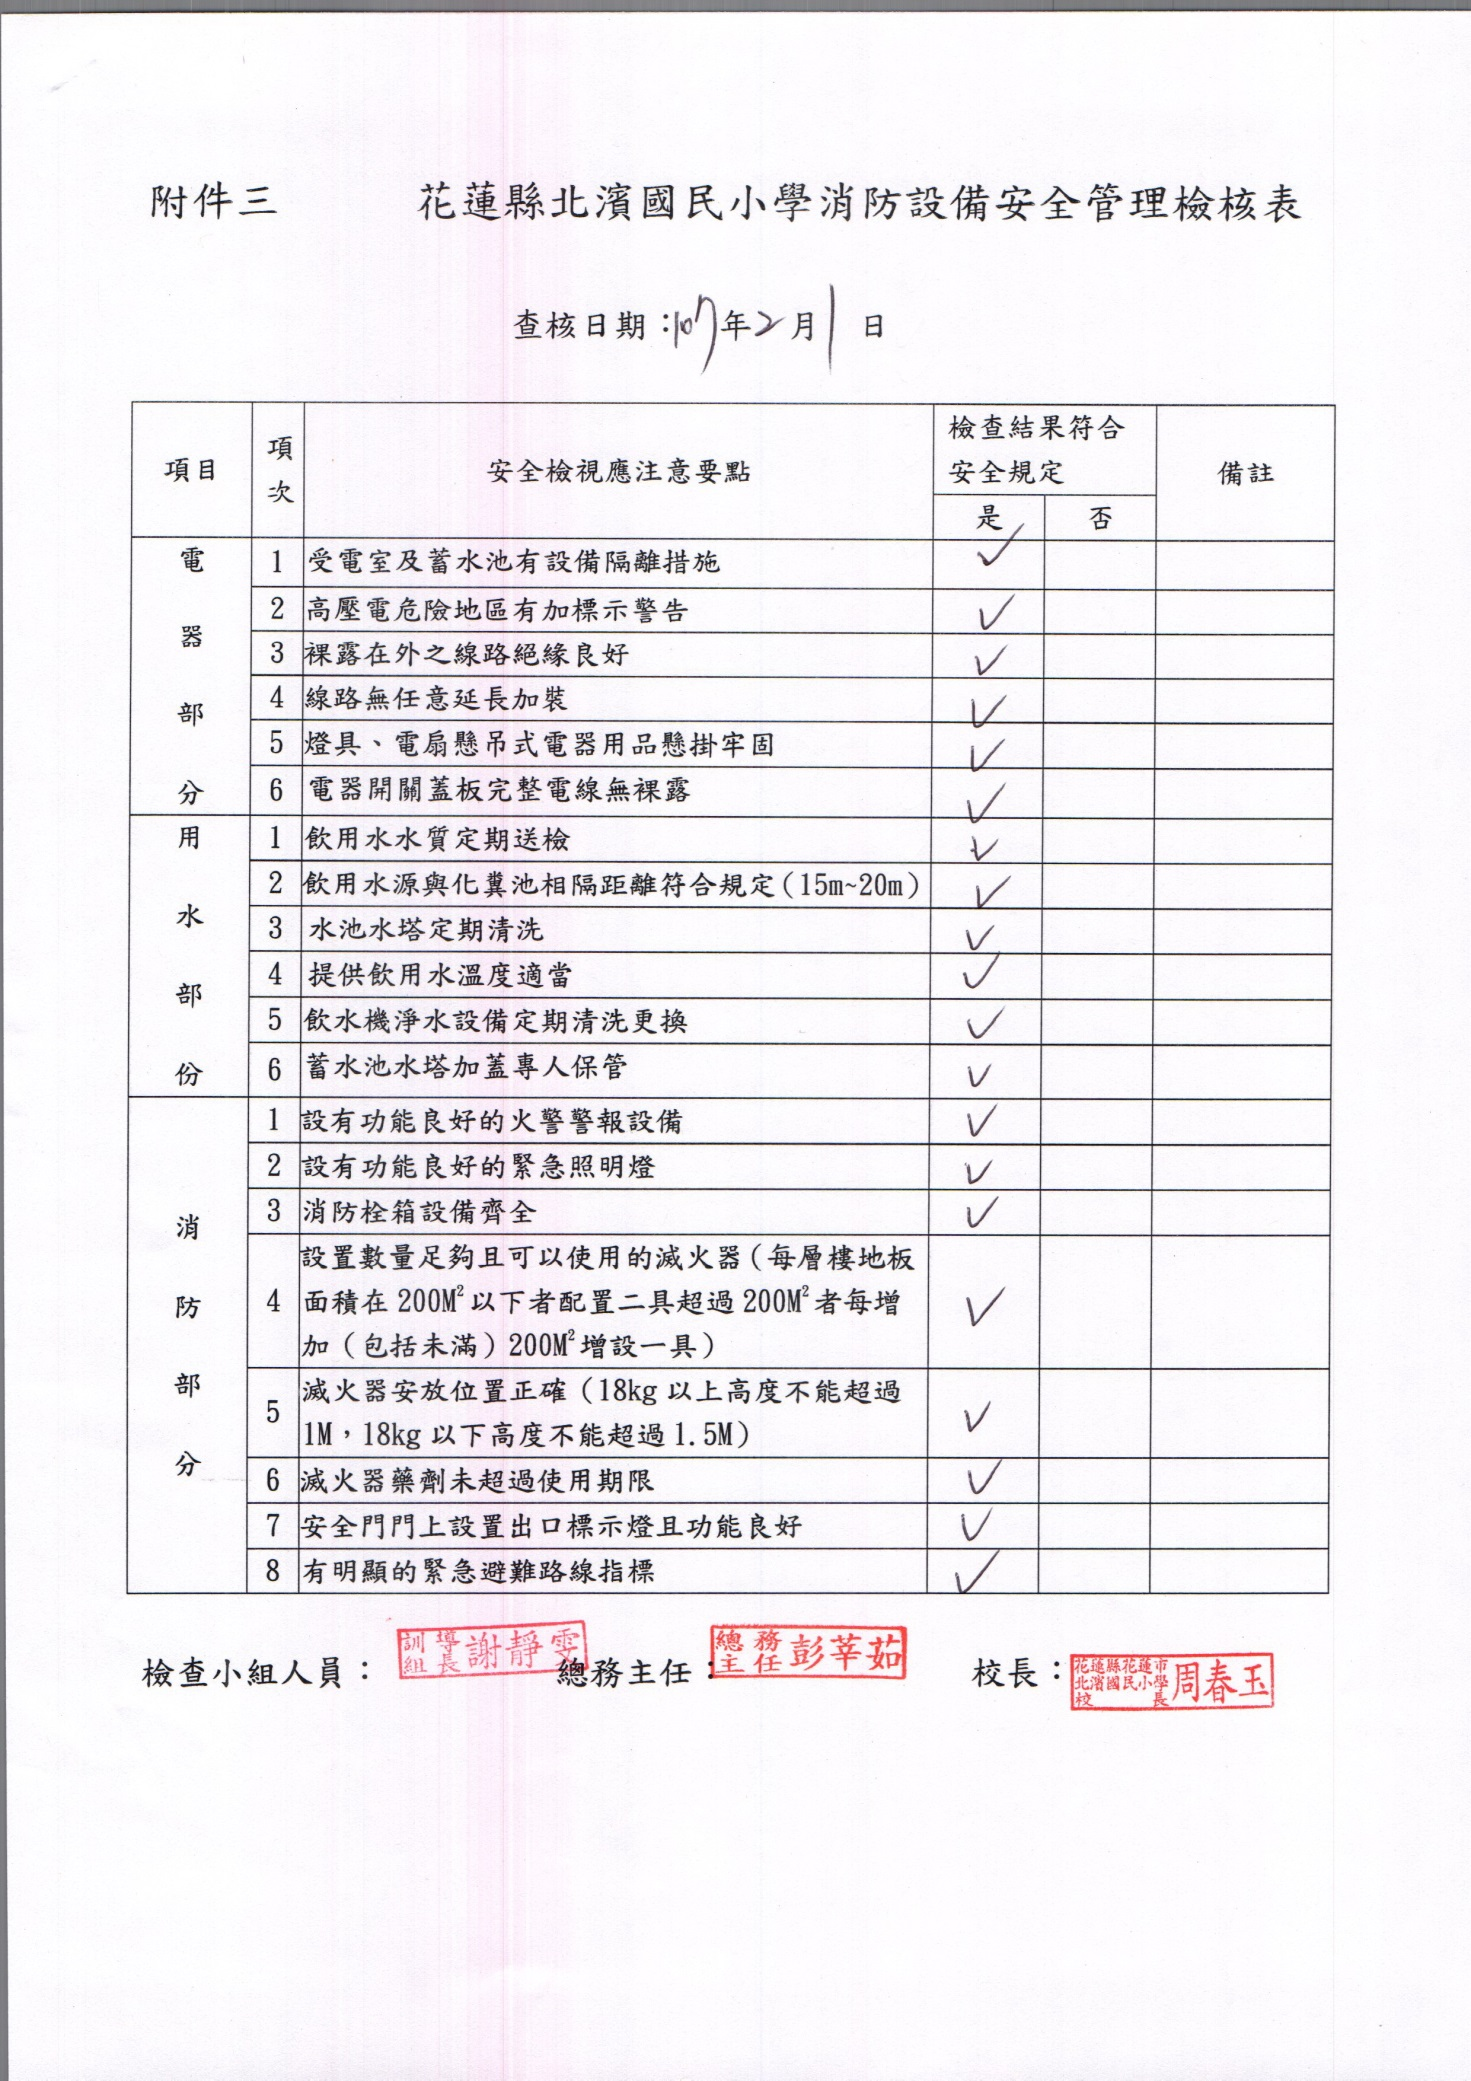 附件三 花蓮縣北濱國民小學消防設備安全管理檢核表
查核日期：107年2月1日
項目 項次 安全檢視應注意要點 檢查結果符合安全規定 備註
是 否
電器部分
1 受電室及蓄水池有設備隔離措施 ✓
2 高壓電危險地區有加標示警告 ✓
3 裸露在外之線路絕緣良好 ✓
4 線路無任意延長加裝 ✓
5 燈具、電扇懸吊式電器用品懸掛牢固 ✓
6 電器開關蓋板完整電線無裸露 ✓
用水部份
1 飲用水水質定期送檢 ✓
2 飲用水源與化糞池相隔距離符合規定（15m~20m） ✓
3 水池水塔定期清洗 ✓
4 提供飲用水溫度適當 ✓
5 飲水機淨水設備定期清洗更換 ✓
6 蓄水池水塔加蓋專人保管 ✓
消防部分
1 設有功能良好的火警警報設備 ✓
2 設有功能良好的緊急照明燈 ✓
3 消防栓箱設備齊全 ✓
4 設置數量足夠且可以使用的滅火器（每層樓地板
面積在 200M²以下者配置二具超過 200M²者每增
加（包括未滿）200M²增設一具） ✓
5 滅火器安放位置正確（18kg 以上高度不能超過
1M，18kg 以下高度不能超過 1.5M） ✓
6 滅火器藥劑未超過使用期限 ✓
7 安全門門上設置出口標示燈且功能良好 ✓
8 有明顯的緊急避難路線指標 ✓
檢查小組人員： 訓導組長謝靜雯 總務主任：總務主任彭莘茹 校長：花蓮縣花蓮市北濱國民小學校長周春玉